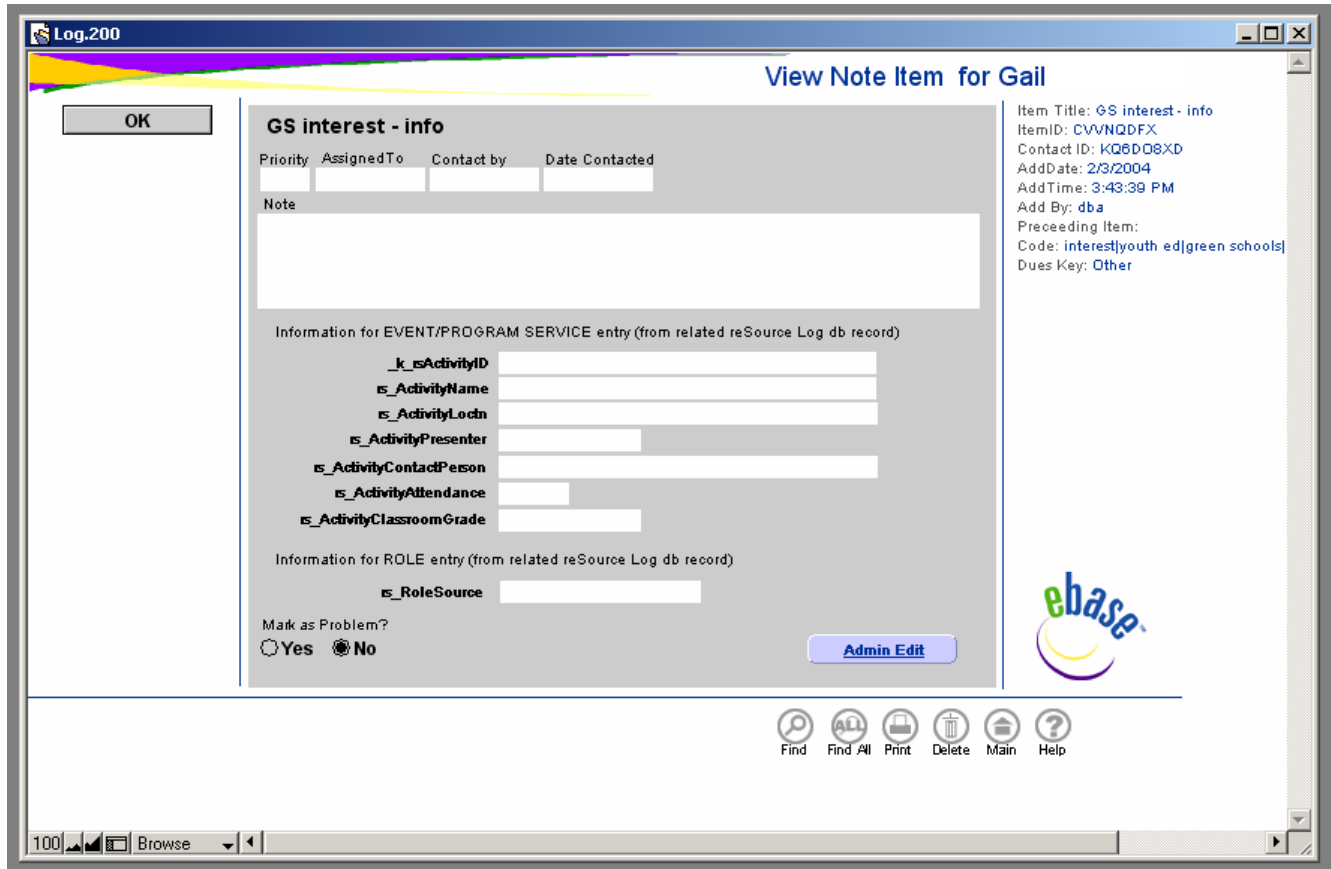 Log.200
View Note Item for Gail
OK
GS interest - info
Priority AssignedTo Contact by Date Contacted
Note
Information for EVENT/PROGRAM SERVICE entry (from related reSource Log db record)
_k_rsActivityID
rs_ActivityName
rs_ActivityLoctn
rs_ActivityPresenter
rs_ActivityContactPerson
rs_ActivityAttendance
rs_ActivityClassroomGrade
Information for ROLE entry (from related reSource Log db record)
rs_RoleSource
Mark as Problem?
Yes No
Admin Edit
Item Title: GS interest - info
ItemID: CVVNQDFX
Contact ID: KQ6DO8XD
AddDate: 2/3/2004
AddTime: 3:43:39 PM
Add By: dba
Preceeding Item:
Code: interest|youth ed|green schools|
Dues Key: Other
ebase™
ALL
?
Find Find All Print Delete Main Help
100 Browse